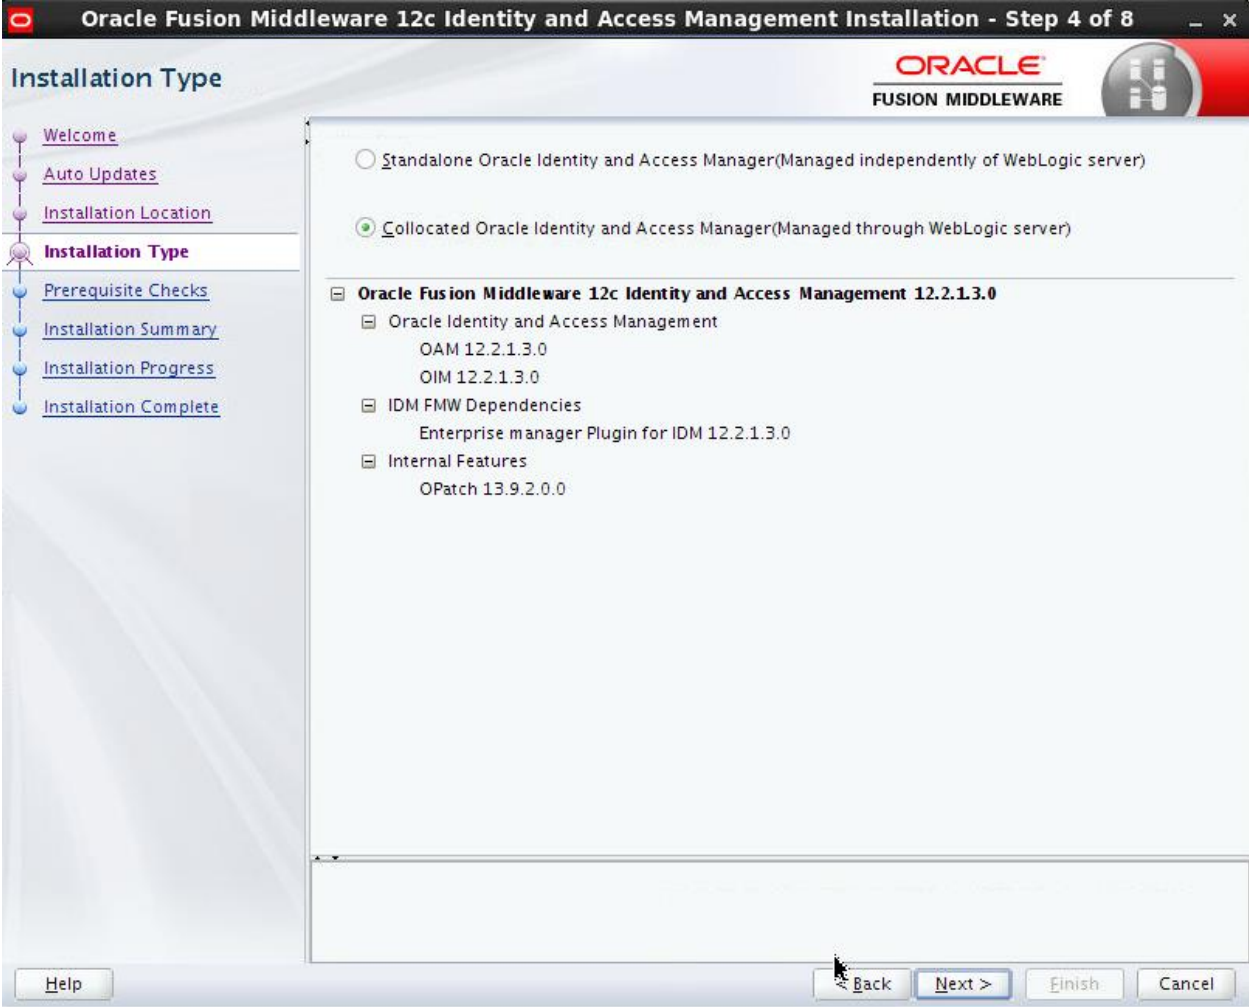 Oracle Fusion Middleware 12c Identity and Access Management Installation - Step 4 of 8
Installation Type
ORACLE
FUSION MIDDLEWARE
Welcome
Auto Updates
Installation Location
Installation Type
Prerequisite Checks
Installation Summary
Installation Progress
Installation Complete
Standalone Oracle Identity and Access Manager(Managed independently of WebLogic server)
Collocated Oracle Identity and Access Manager(Managed through WebLogic server)
Oracle Fusion Middleware 12c Identity and Access Management 12.2.1.3.0
Oracle Identity and Access Management
OAM 12.2.1.3.0
OIM 12.2.1.3.0
IDM FMW Dependencies
Enterprise manager Plugin for IDM 12.2.1.3.0
Internal Features
OPatch 13.9.2.0.0
Help
< Back
Next >
Finish
Cancel